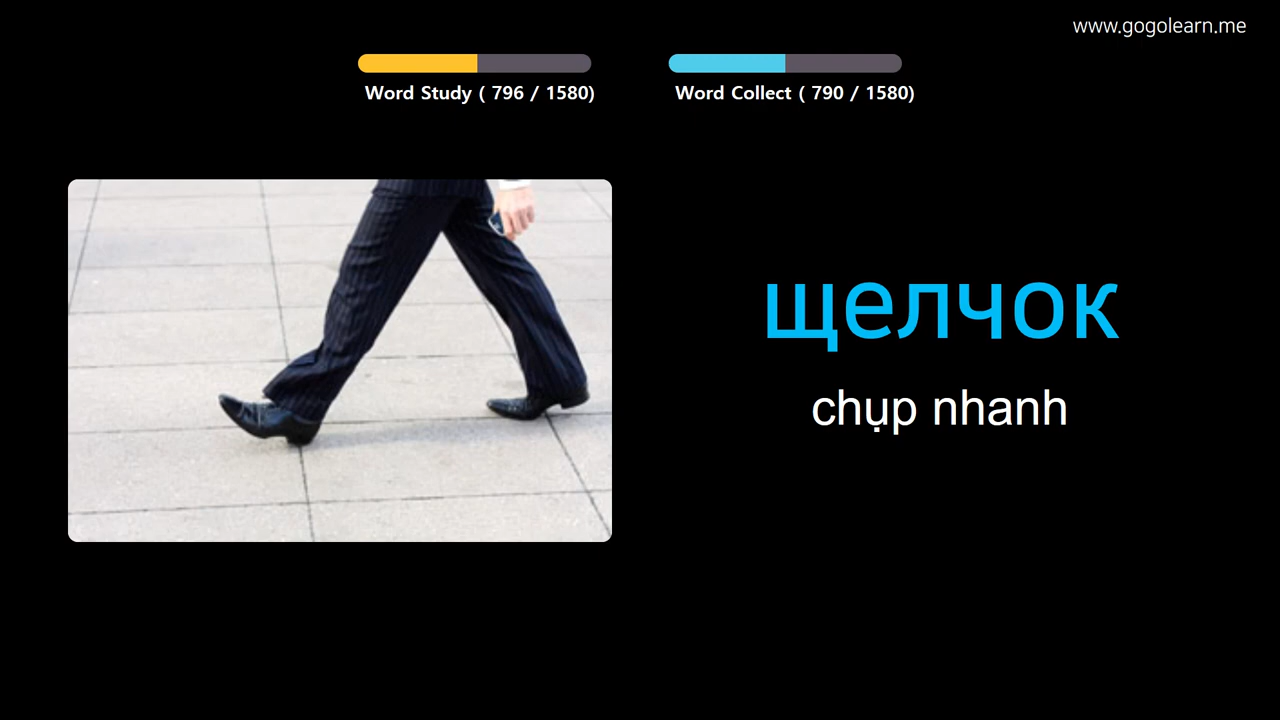 www.gogolearn.me
Word Study ( 796 / 1580)
Word Collect ( 790 / 1580)
щелчок
chụp nhanh